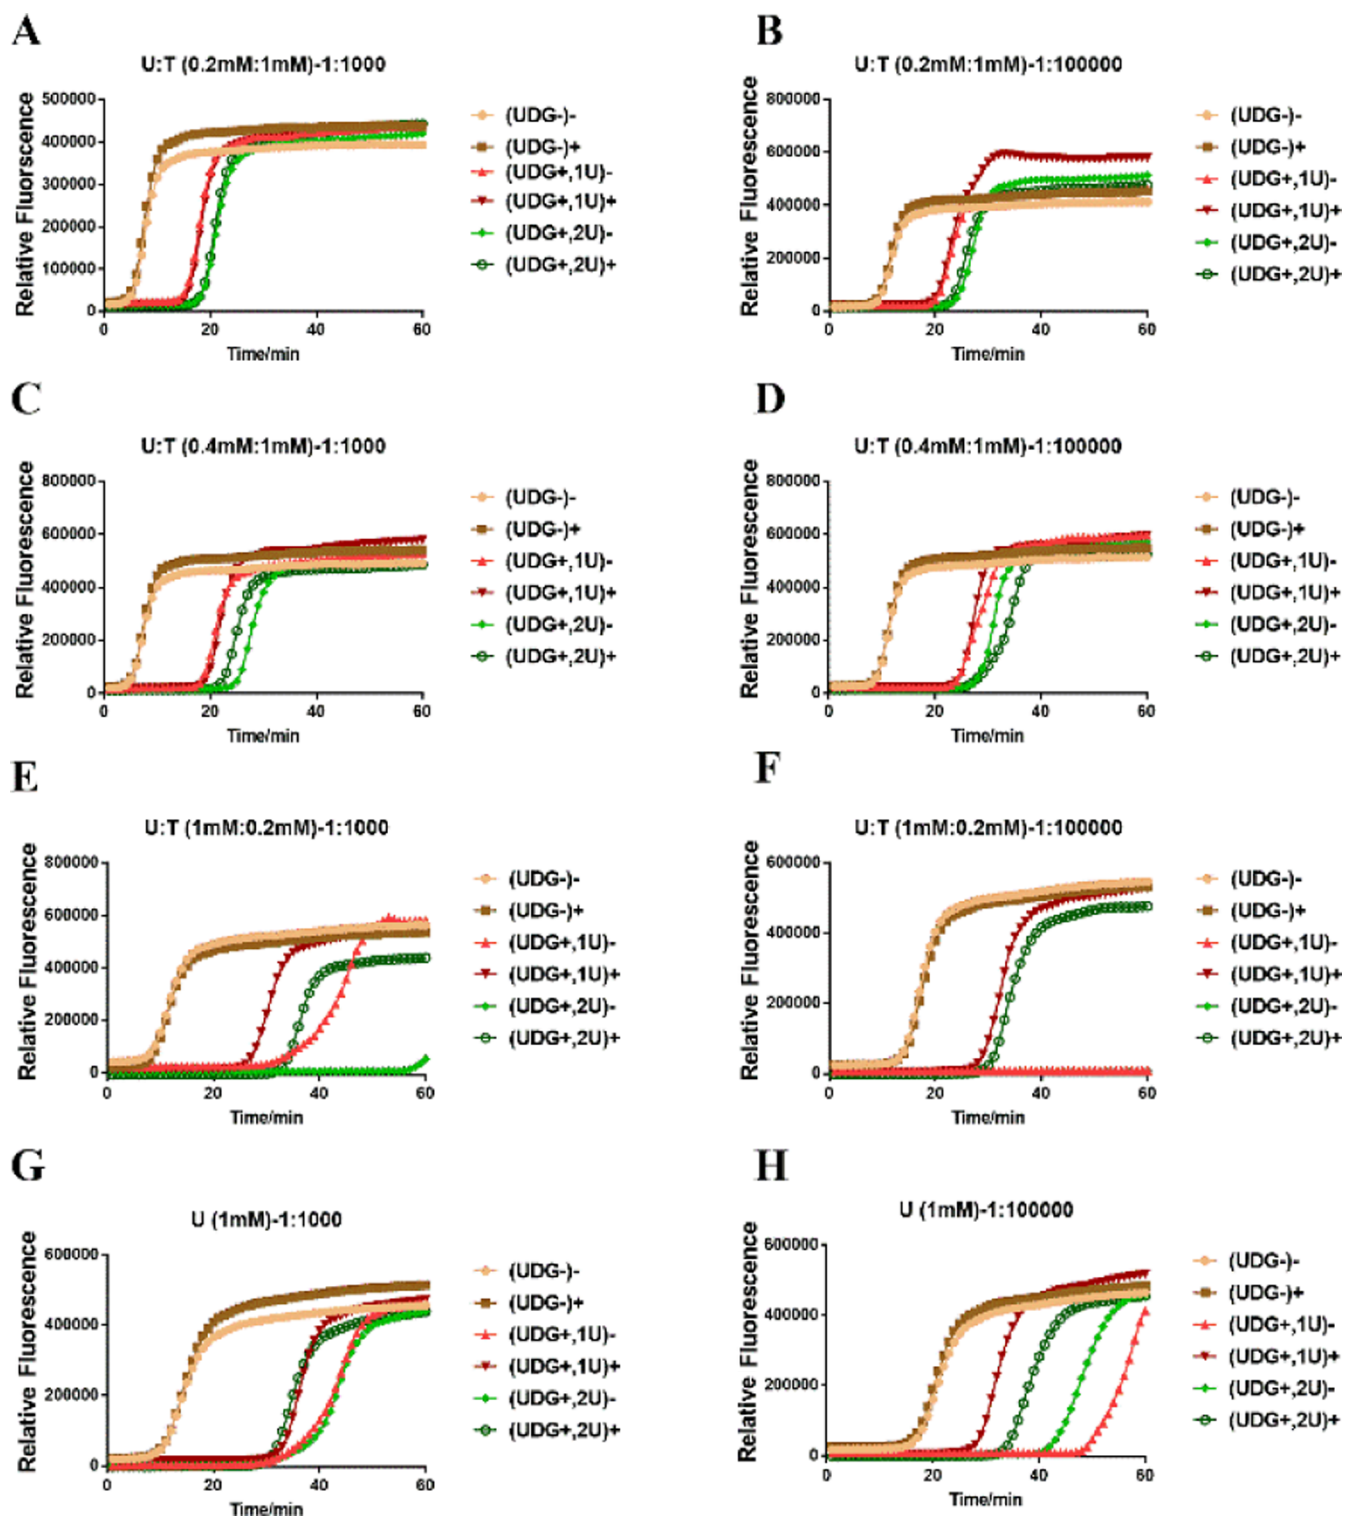 A
U:T (0.2mM:1mM)-1:1000
Relative Fluorescence
500000
400000
300000
200000
100000
0
0 20 40 60
Time/min
(UDG-)-
(UDG-)+
(UDG+,1U)-
(UDG+,1U)+
(UDG+,2U)-
(UDG+,2U)+
B
U:T (0.2mM:1mM)-1:100000
Relative Fluorescence
800000
600000
400000
200000
0
0 20 40 60
Time/min
(UDG-)-
(UDG-)+
(UDG+,1U)-
(UDG+,1U)+
(UDG+,2U)-
(UDG+,2U)+
C
U:T (0.4mM:1mM)-1:1000
Relative Fluorescence
800000
600000
400000
200000
0
0 20 40 60
Time/min
(UDG-)-
(UDG-)+
(UDG+,1U)-
(UDG+,1U)+
(UDG+,2U)-
(UDG+,2U)+
D
U:T (0.4mM:1mM)-1:100000
Relative Fluorescence
800000
600000
400000
200000
0
0 20 40 60
Time/min
(UDG-)-
(UDG-)+
(UDG+,1U)-
(UDG+,1U)+
(UDG+,2U)-
(UDG+,2U)+
E
U:T (1mM:0.2mM)-1:1000
Relative Fluorescence
800000
600000
400000
200000
0
0 20 40 60
Time/min
(UDG-)-
(UDG-)+
(UDG+,1U)-
(UDG+,1U)+
(UDG+,2U)-
(UDG+,2U)+
F
U:T (1mM:0.2mM)-1:100000
Relative Fluorescence
600000
400000
200000
0
0 20 40 60
Time/min
(UDG-)-
(UDG-)+
(UDG+,1U)-
(UDG+,1U)+
(UDG+,2U)-
(UDG+,2U)+
G
U (1mM)-1:1000
Relative Fluorescence
600000
400000
200000
0
0 20 40 60
Time/min
(UDG-)-
(UDG-)+
(UDG+,1U)-
(UDG+,1U)+
(UDG+,2U)-
(UDG+,2U)+
H
U (1mM)-1:100000
Relative Fluorescence
600000
400000
200000
0
0 20 40 60
Time/min
(UDG-)-
(UDG-)+
(UDG+,1U)-
(UDG+,1U)+
(UDG+,2U)-
(UDG+,2U)+